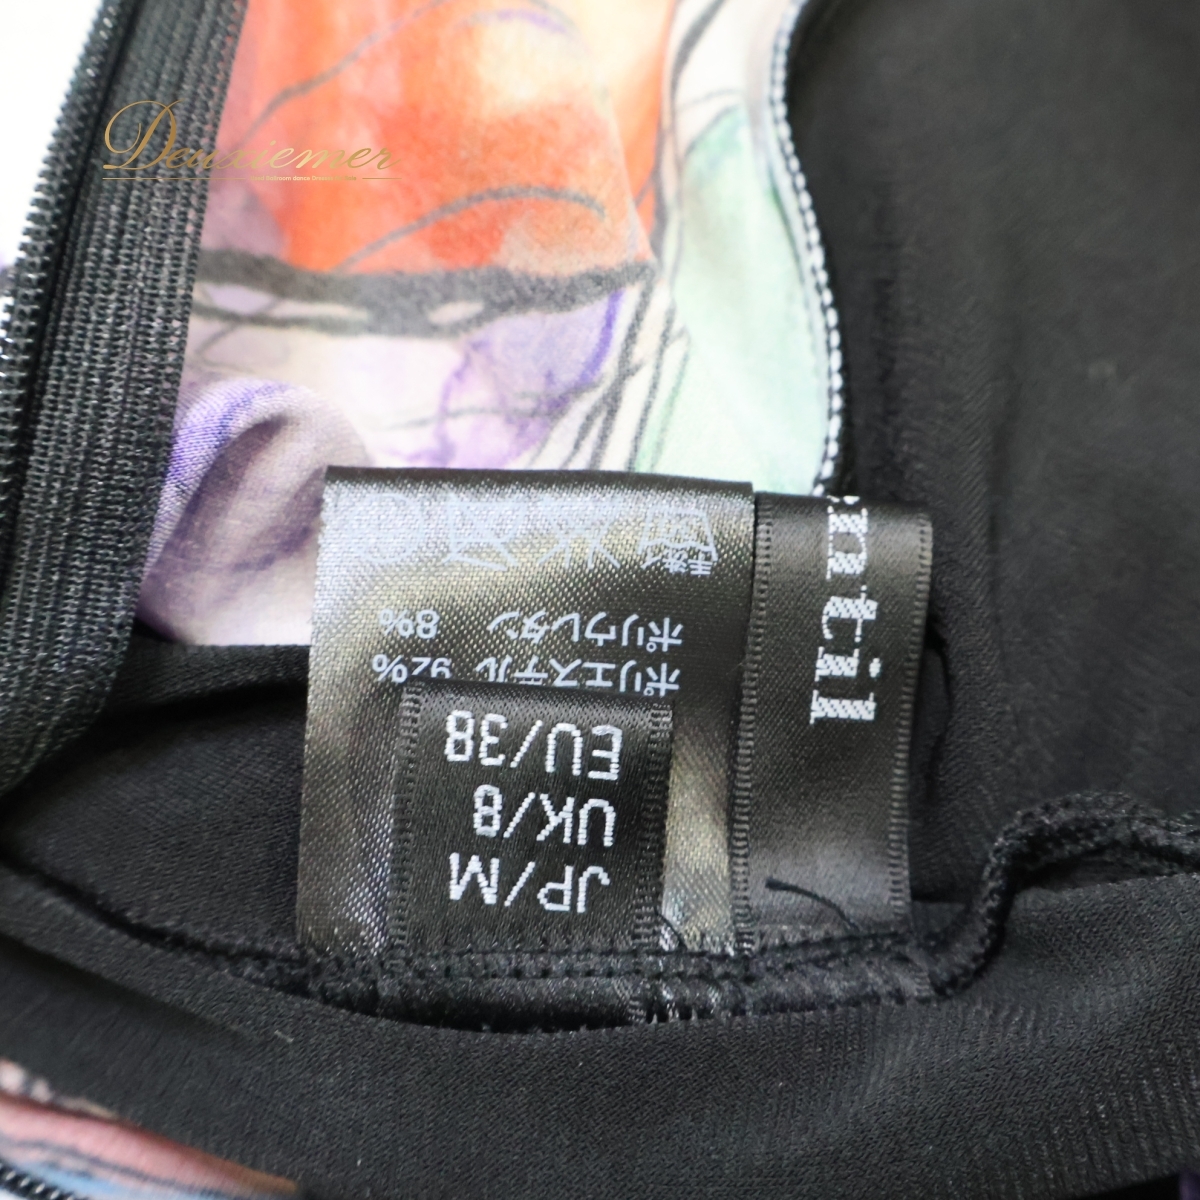 Deuxiemer
entil
ポリエステル 92%
ポリウレタン 8%
JP/M
UK/8
EU/38